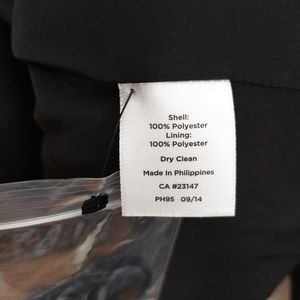 Shell:
100% Polyester
Lining:
100% Polyester
Dry Clean
Made In Philippines
CA #23147
PH95 09/14